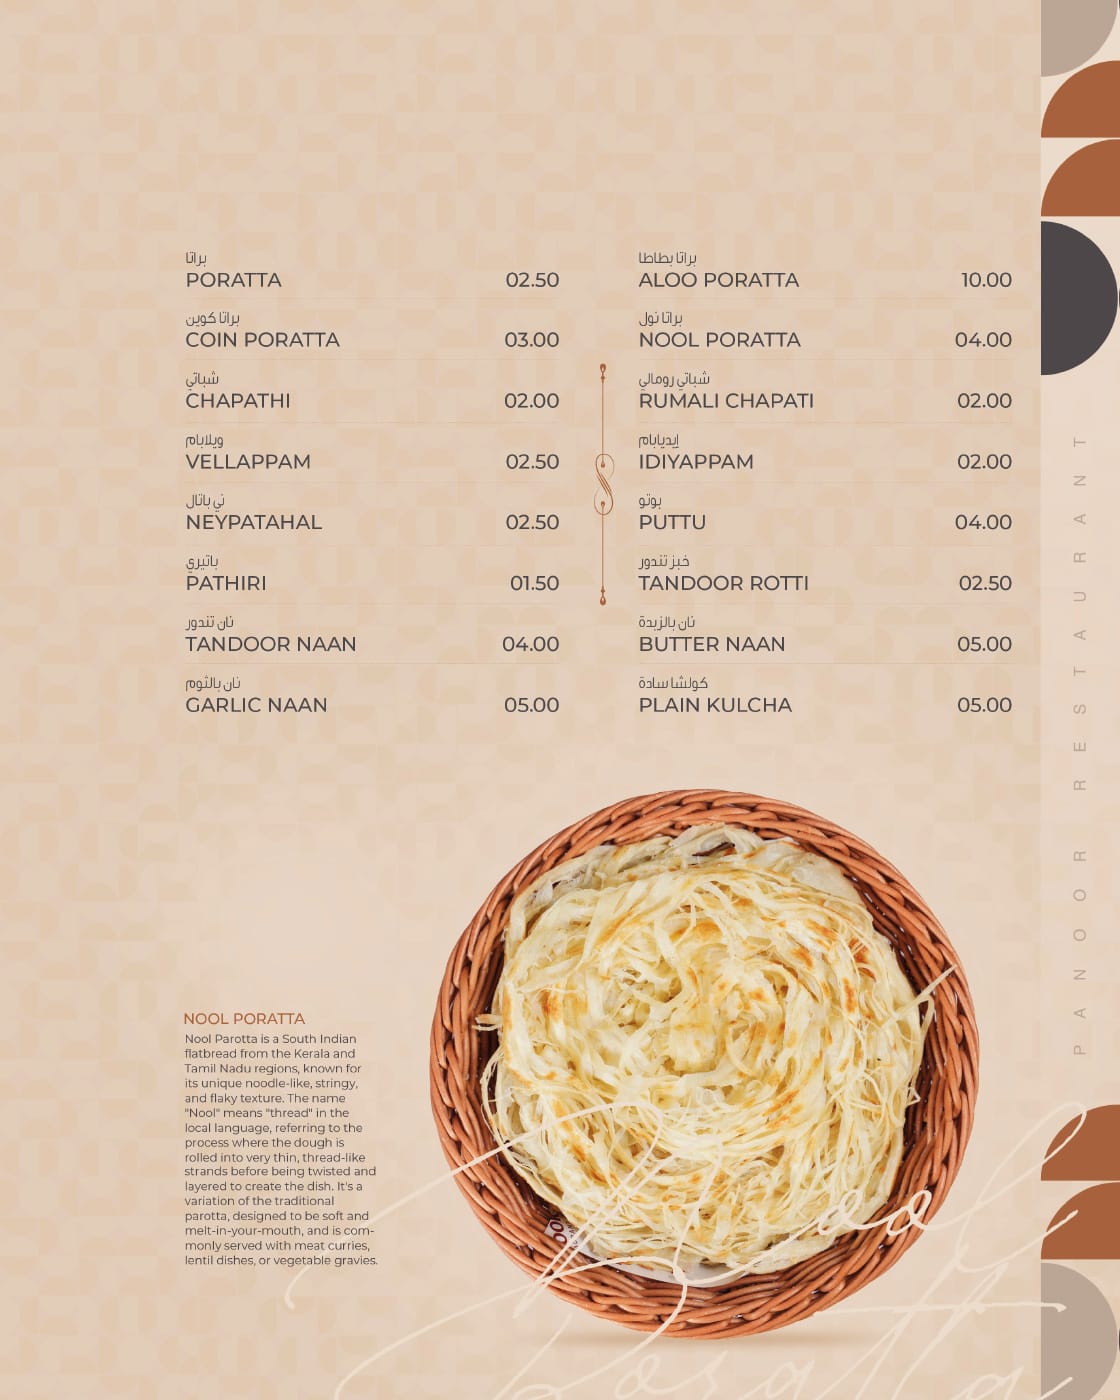 براتا
PORATTA 02.50
براتا كوين
COIN PORATTA 03.00
شباتي
CHAPATHI 02.00
ويلابام
VELLAPPAM 02.50
ني باتال
NEYPATAHAL 02.50
باتيري
PATHIRI 01.50
نان تندور
TANDOOR NAAN 04.00
نان بالثوم
GARLIC NAAN 05.00
براتا بطاطا
ALOO PORATTA 10.00
براتا نول
NOOL PORATTA 04.00
شباتي رومالي
RUMALI CHAPATI 02.00
إيديابام
IDIYAPPAM 02.00
بوتو
PUTTU 04.00
خبز تندور
TANDOOR ROTTI 02.50
نان بالزبدة
BUTTER NAAN 05.00
كولشا سادة
PLAIN KULCHA 05.00
PANOOR RESTAURANT
NOOL PORATTA
Nool Parotta is a South Indian
flatbread from the Kerala and
Tamil Nadu regions, known for
its unique noodle-like, stringy,
and flaky texture. The name
"Nool" means "thread" in the
local language, referring to the
process where the dough is
rolled into very thin, thread-like
strands before being twisted and
layered to create the dish. It's a
variation of the traditional
parotta, designed to be soft and
melt-in-your-mouth, and is com-
monly served with meat curries,
lentil dishes, or vegetable gravies.
Nool
Poratta